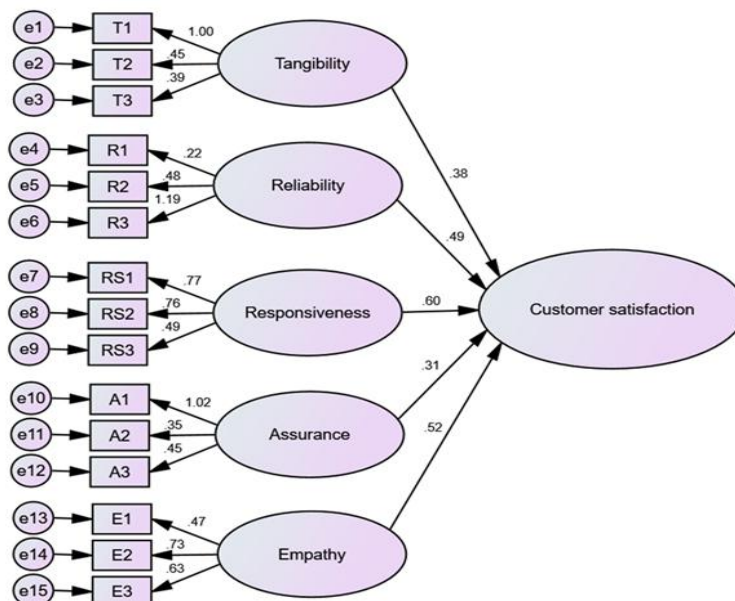 e1 T1 1.00
e2 T2 .45 Tangibility
e3 T3 .39
.38
e4 R1 .22
e5 R2 .48 Reliability
e6 R3 1.19
.49
e7 RS1 .77
e8 RS2 .76 Responsiveness .60 Customer satisfaction
e9 RS3 .49
.31
e10 A1 1.02
e11 A2 .35 Assurance
e12 A3 .45
.52
e13 E1 .47
e14 E2 .73 Empathy
e15 E3 .63